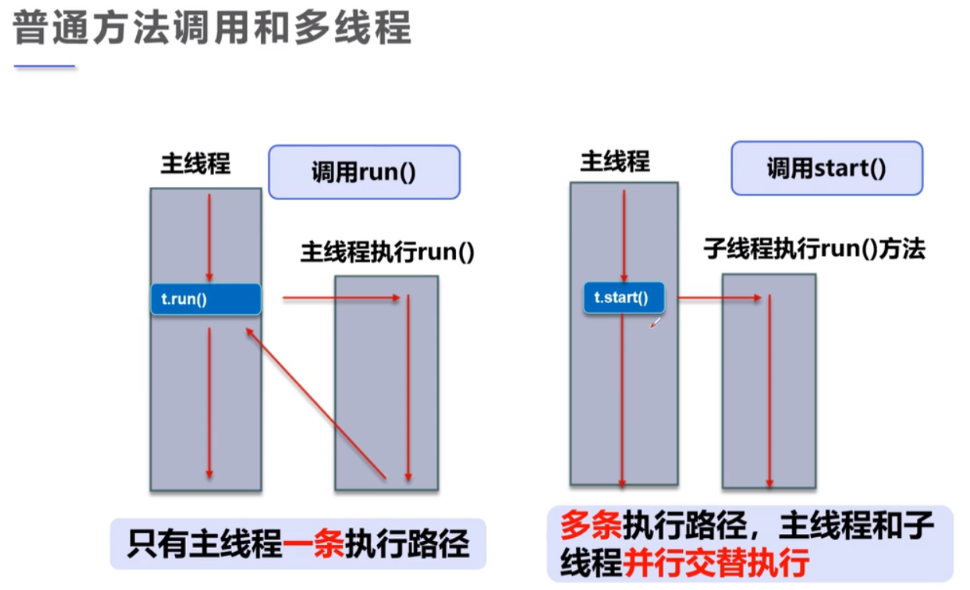 普通方法调用和多线程
主线程
调用run()
主线程执行run()
t.run()
只有主线程一条执行路径
主线程
调用start()
子线程执行run()方法
t.start()
多条执行路径，主线程和子
线程并行交替执行